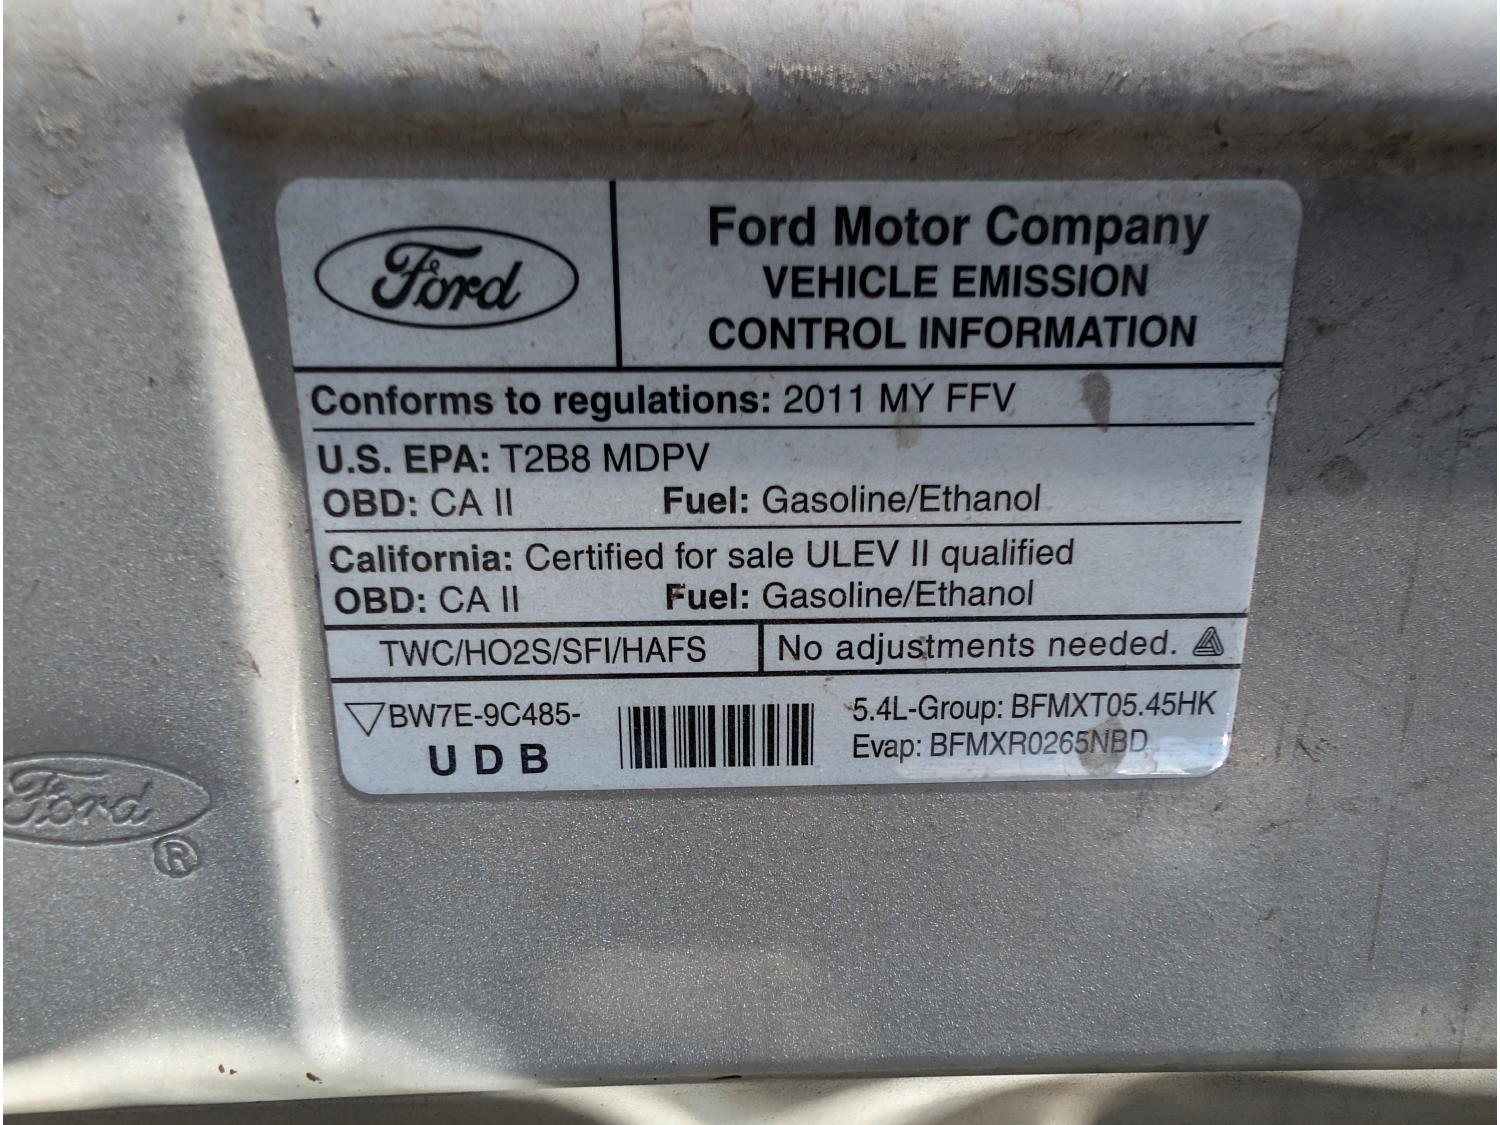 Ford
Ford Motor Company
VEHICLE EMISSION
CONTROL INFORMATION
Conforms to regulations: 2011 MY FFV
U.S. EPA: T2B8 MDPV
OBD: CA II Fuel: Gasoline/Ethanol
California: Certified for sale ULEV II qualified
OBD: CA II Fuel: Gasoline/Ethanol
TWC/HO2S/SFI/HAFS No adjustments needed.
BW7E-9C485-
UDB
5.4L-Group: BFMXT05.45HK
Evap: BFMXR0265NBD
Ford
®